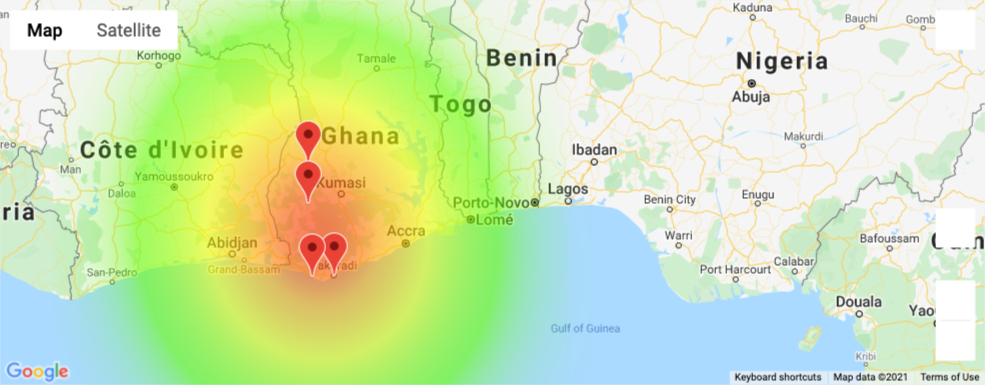 Map
Satellite
Kaduna
Bauchi
Gomb
Korhogo
Tamale
Benin
Nigeria
Abuja
Togo
Ghana
Makurdi
Côte d'Ivoire
Ibadan
Man
Yamoussoukro
Daloa
Kumasi
Lagos
Enugu
Benin City
Porto-Novo
Lomé
ria
Accra
Warri
Abidjan
Grand-Bassam
Bafoussam
Calabar
Port Harcourt
San-Pedro
adi
Douala
Yao
Gulf of Guinea
Kribi
Google
Keyboard shortcuts
Map data ©2021
Terms of Use